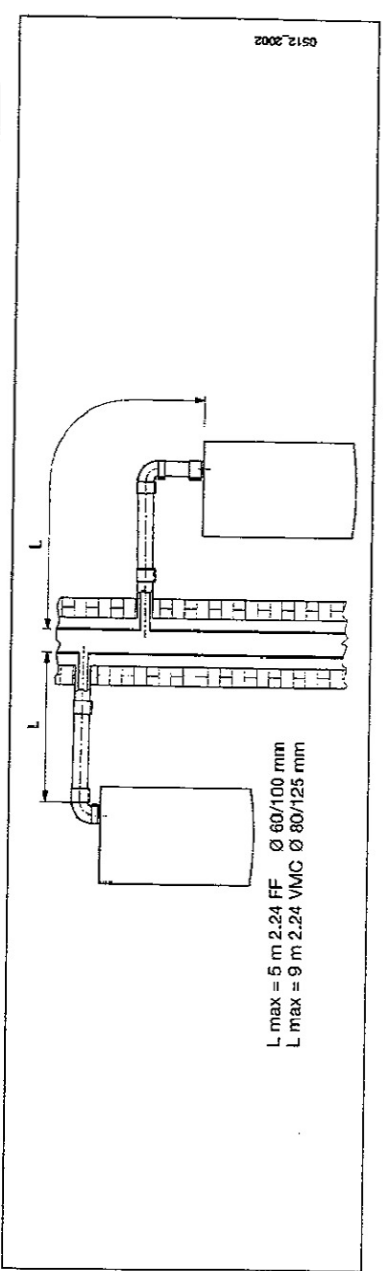 0512_2002
L
L
L max = 5 m 2.24 FF Ø 60/100 mm
L max = 9 m 2.24 VMC Ø 80/125 mm